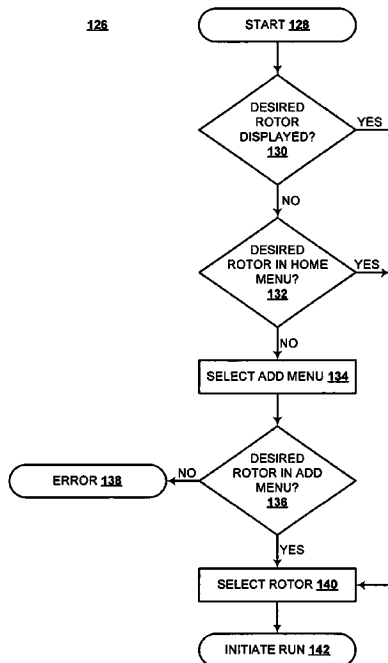 126
START 128
DESIRED
ROTOR
DISPLAYED?
130
YES
NO
DESIRED
ROTOR IN HOME
MENU?
132
YES
NO
SELECT ADD MENU 134
DESIRED
ROTOR IN ADD
MENU?
136
NO
ERROR 138
YES
SELECT ROTOR 140
INITIATE RUN 142